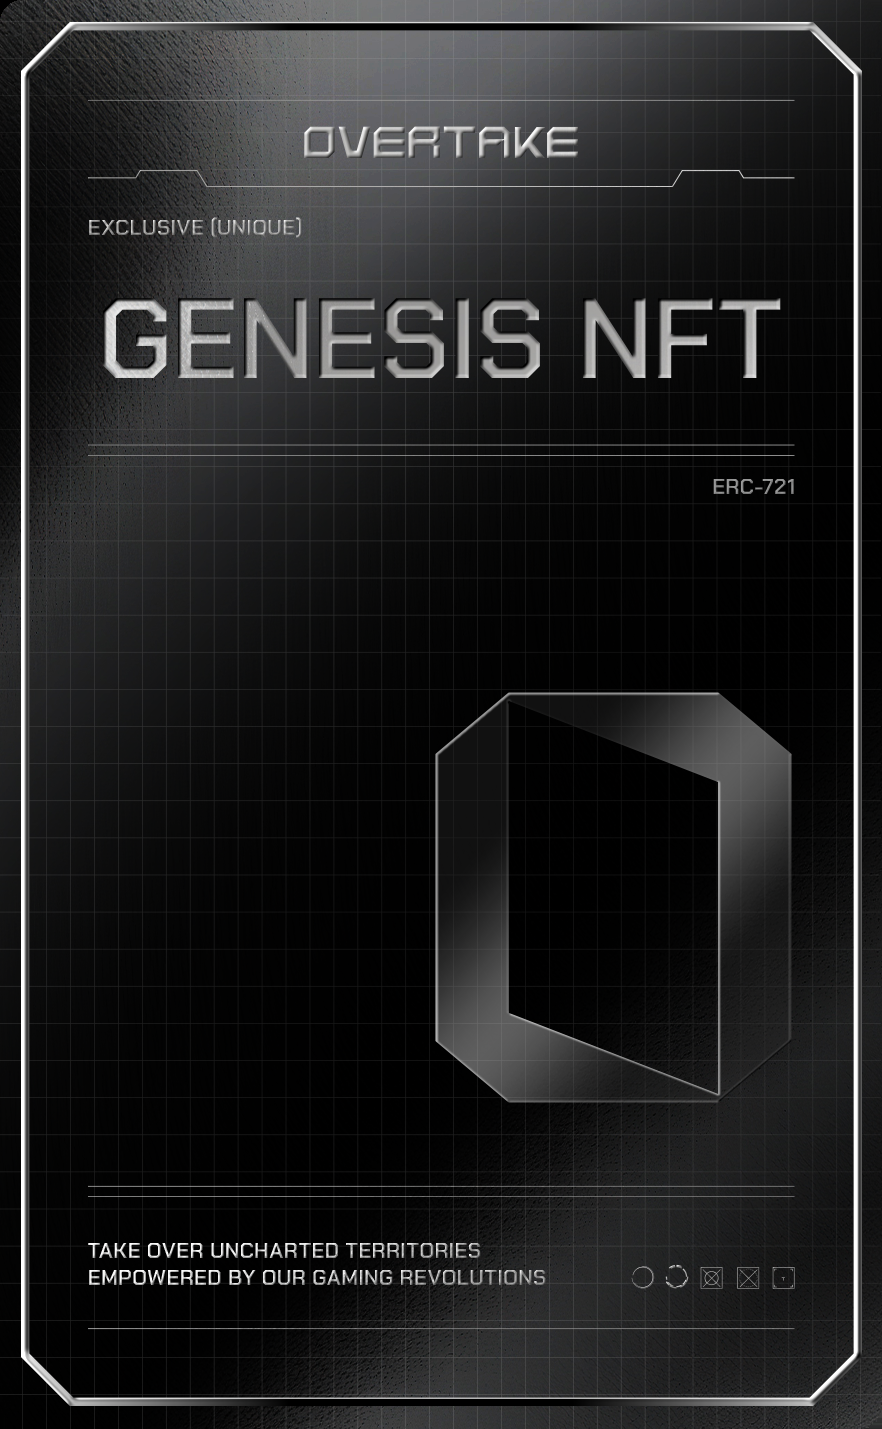 OVERTAKE
EXCLUSIVE (UNIQUE)
GENESIS NFT
ERC-721
TAKE OVER UNCHARTED TERRITORIES
EMPOWERED BY OUR GAMING REVOLUTIONS